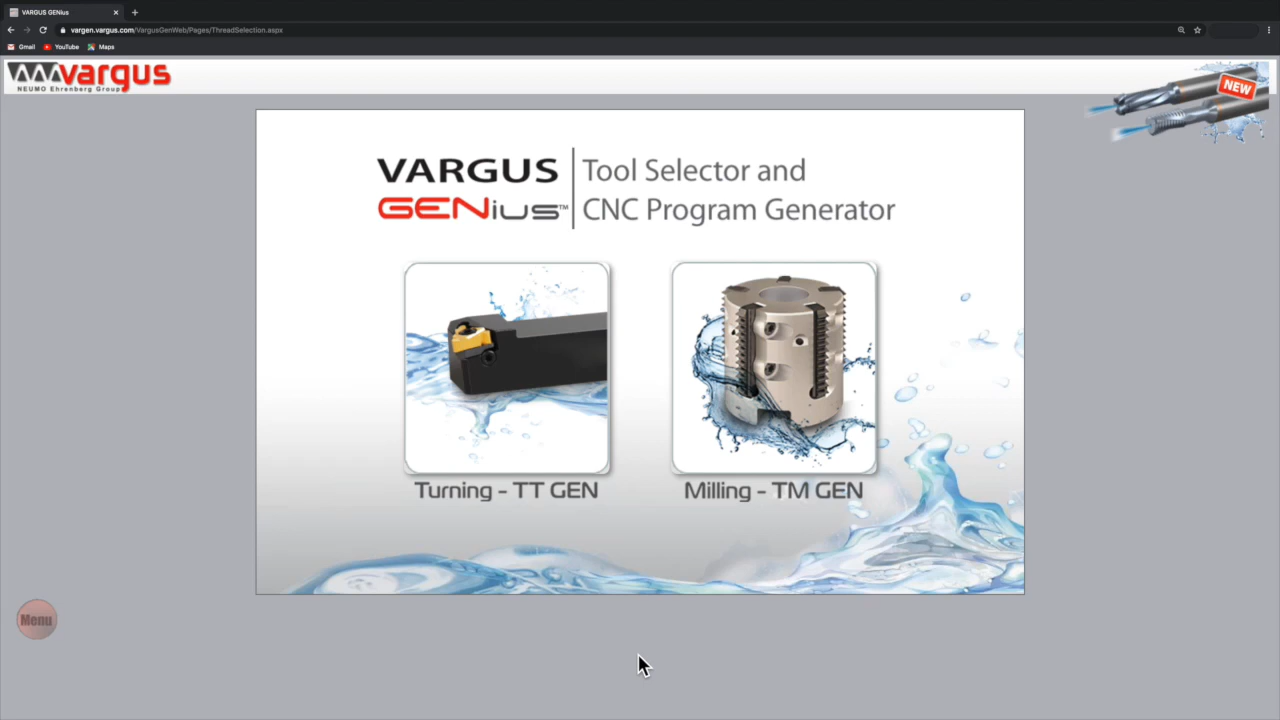 VARGUS GENius
vargen.vargus.com/VargusGenWeb/Pages/ThreadSelection.aspx
Gmail YouTube Maps
vargus
NEUMO Ehrenberg Group
NEW
VARGUS
GENius™
Tool Selector and
CNC Program Generator
Turning - TT GEN
Milling - TM GEN
Menu